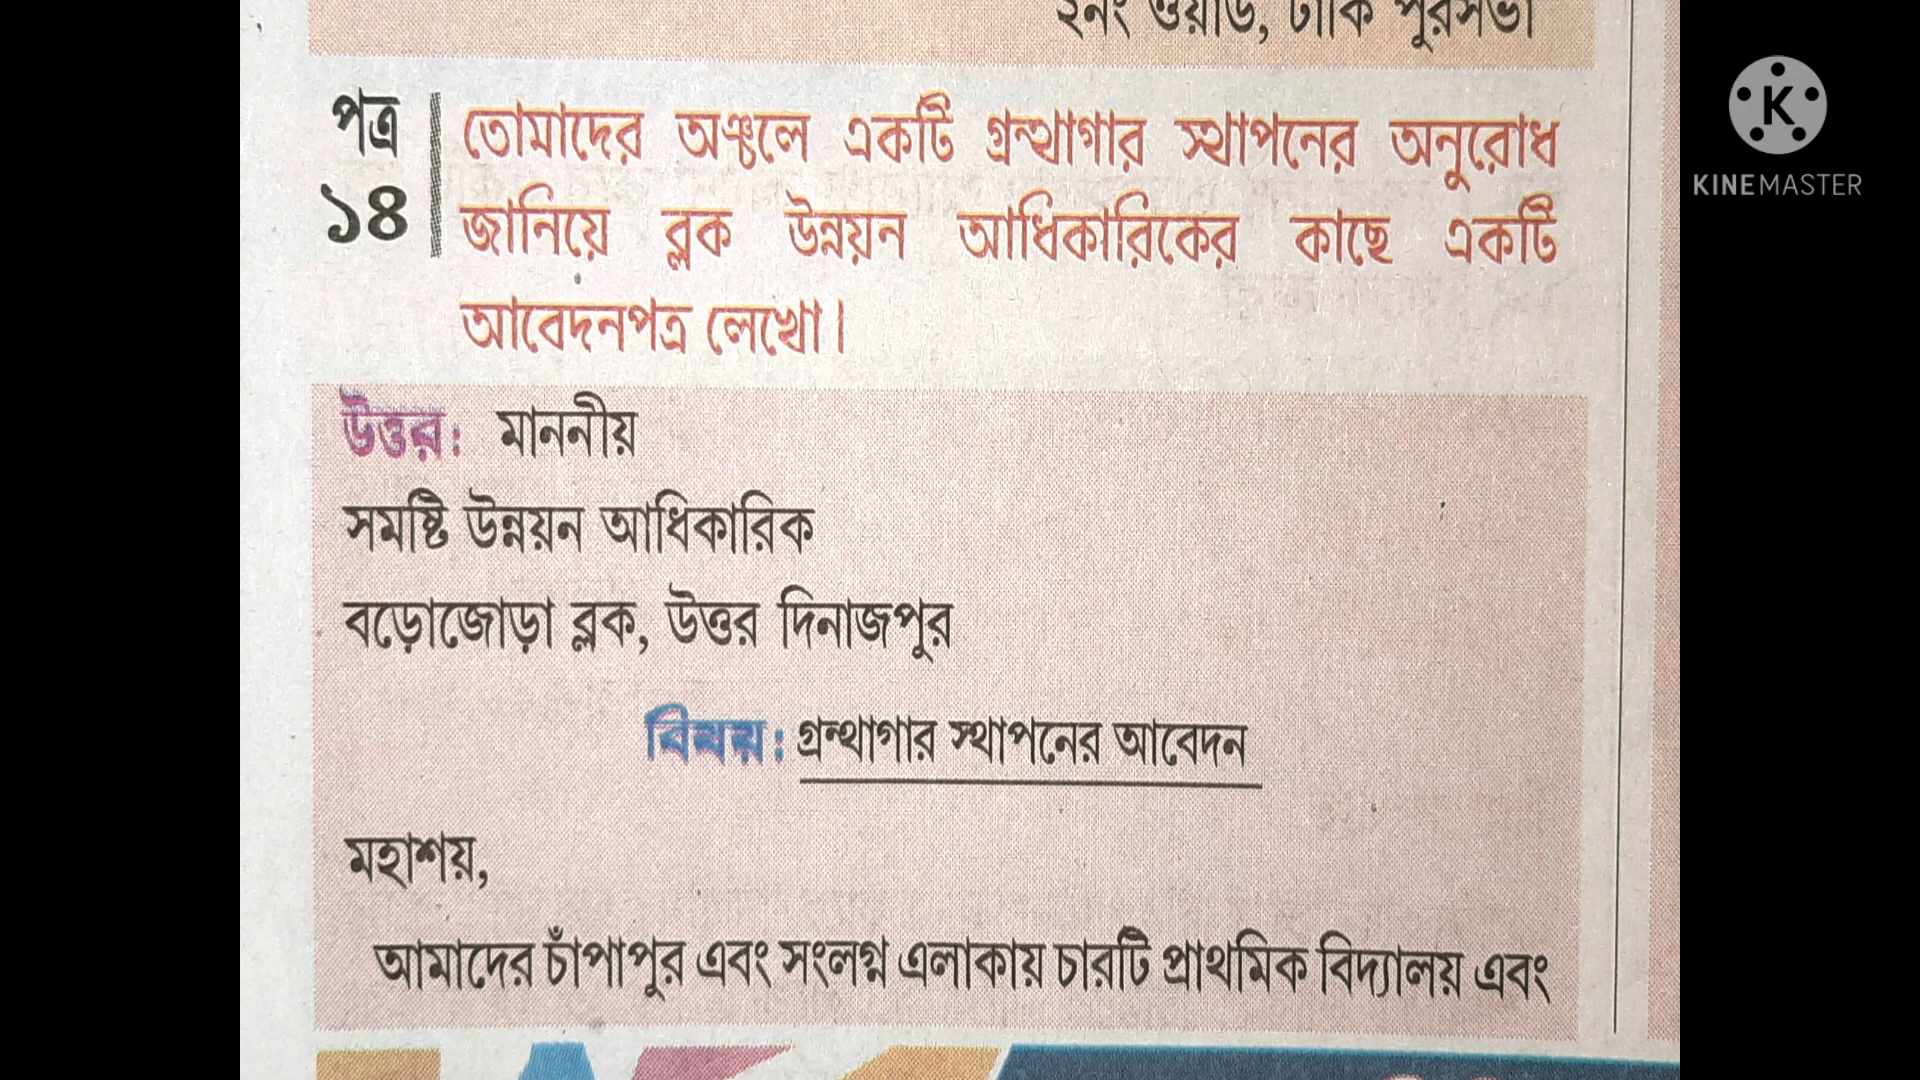 ২নং ওয়ার্ড, টাকি পুরসভা
পত্র ১৪
তোমাদের অঞ্চলে একটি গ্রন্থাগার স্থাপনের অনুরোধ
জানিয়ে ব্লক উন্নয়ন আধিকারিকের কাছে একটি
আবেদনপত্র লেখো।
উত্তর: মাননীয়
সমষ্টি উন্নয়ন আধিকারিক
বড়োজোড়া ব্লক, উত্তর দিনাজপুর
বিষয়: গ্রন্থাগার স্থাপনের আবেদন
মহাশয়,
আমাদের চাঁপাপুর এবং সংলগ্ন এলাকায় চারটি প্রাথমিক বিদ্যালয় এবং
K
KINEMASTER